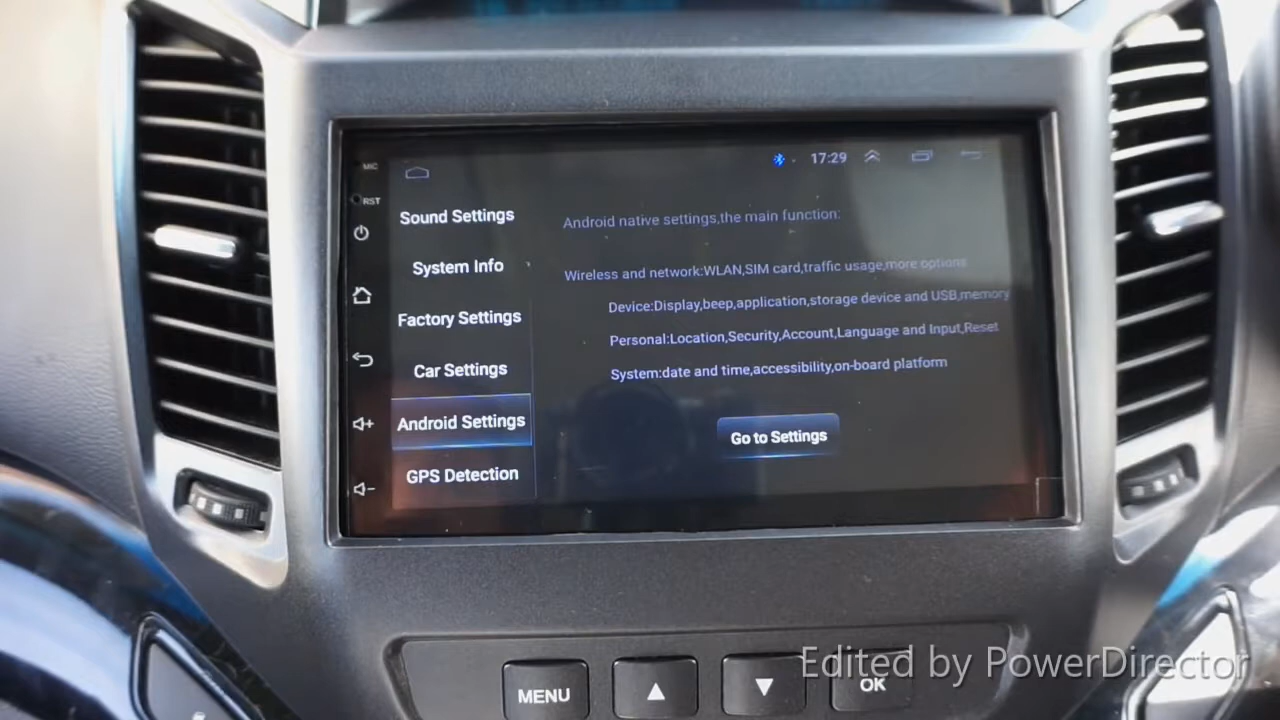 MIC
RST
17:29
Sound Settings
System Info
Factory Settings
Car Settings
Android Settings
GPS Detection
Android native settings,the main function:
Wireless and network:WLAN,SIM card,traffic usage,more options
Device:Display,beep,application,storage device and USB,memory
Personal:Location,Security,Account,Language and Input,Reset
System:date and time,accessibility,on-board platform
Go to Settings
MENU
OK
Edited by PowerDirector